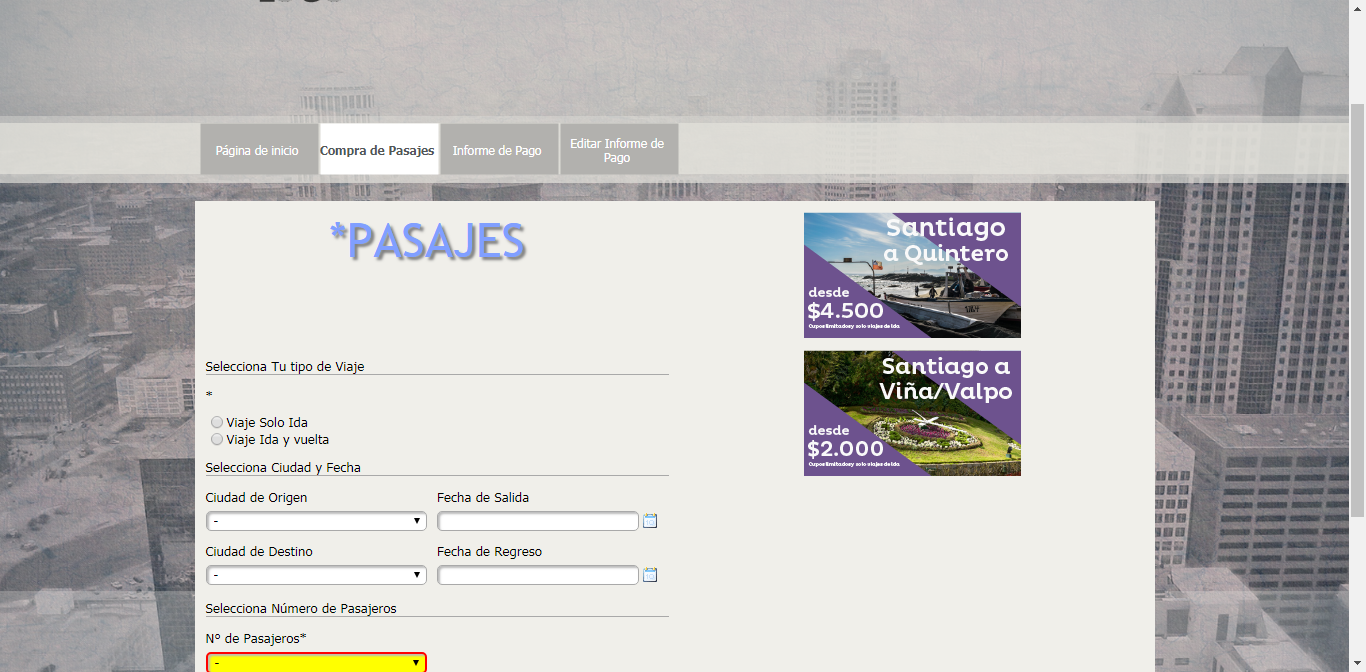 Página de inicio
Compra de Pasajes
Informe de Pago
Editar Informe de
Pago
*PASAJES
Selecciona Tu tipo de Viaje
*
Viaje Solo Ida
Viaje Ida y vuelta
Selecciona Ciudad y Fecha
Ciudad de Origen
Fecha de Salida
-
Ciudad de Destino
Fecha de Regreso
-
Selecciona Número de Pasajeros
Nº de Pasajeros*
-
Santiago
a Quintero
desde
$4.500
Cupos limitados y solo viajes de Ida.
Santiago a
Viña/Valpo
desde
$2.000
Cupos limitados y solo viajes de Ida.